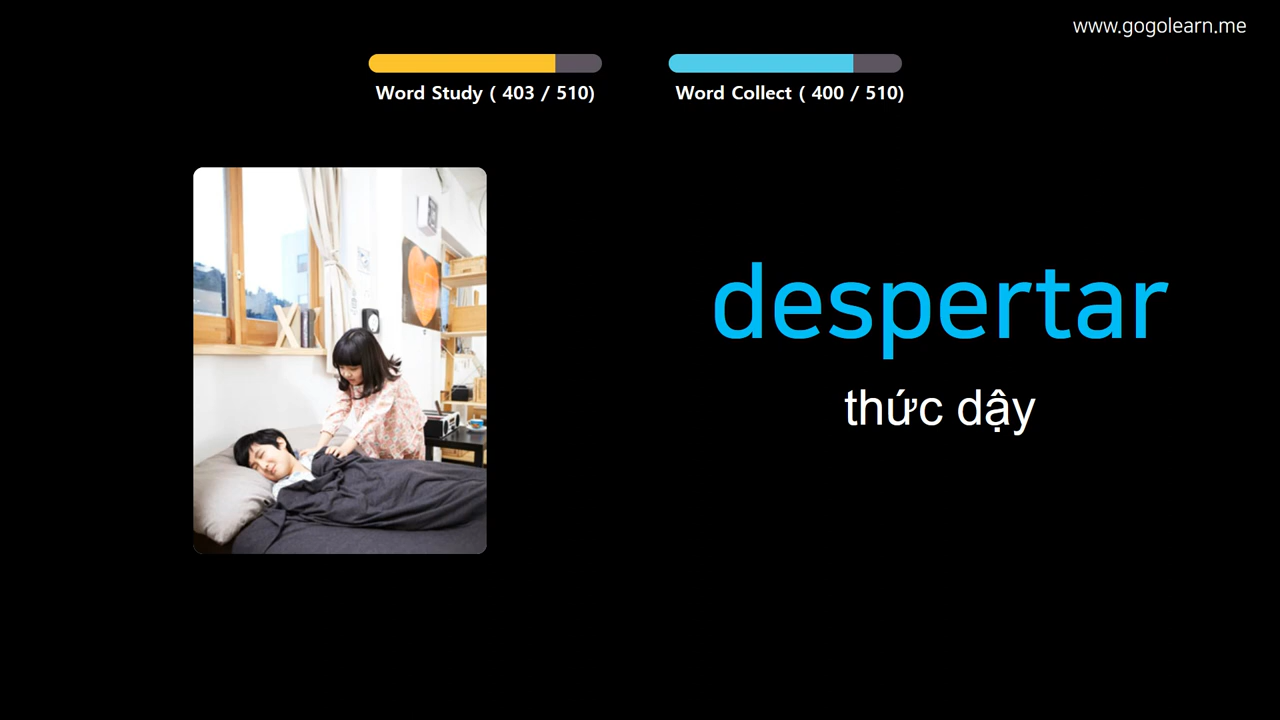 www.gogolearn.me
Word Study ( 403 / 510)
Word Collect ( 400 / 510)
despertar
thức dậy